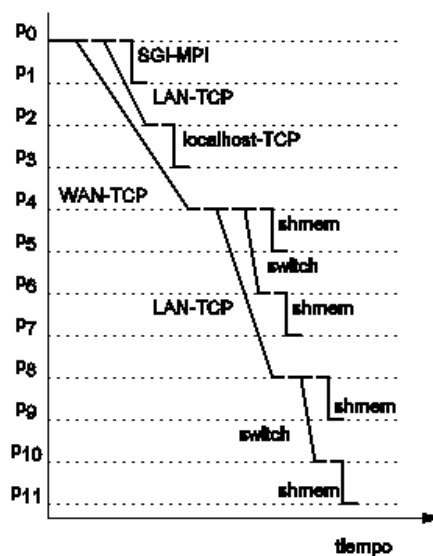 P0
SGI-MPI
P1
LAN-TCP
P2
localhost-TCP
P3
WAN-TCP
P4
shmem
P5
switch
P6
LAN-TCP
shmem
P7
P8
shmem
P9
switch
P10
shmem
P11
tiempo